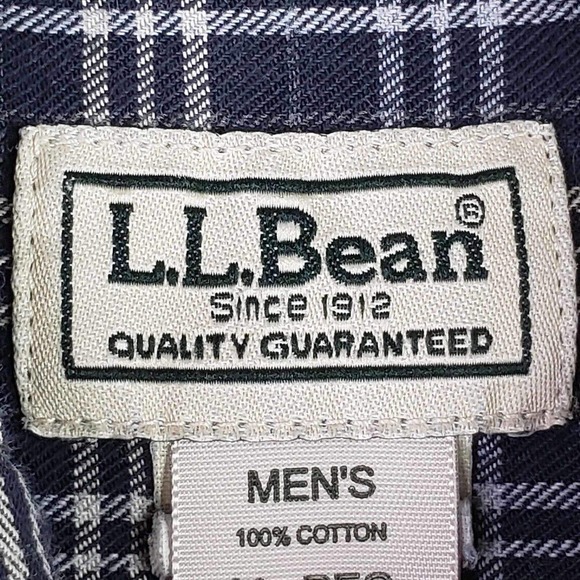 L.L.Bean®
Since 1912
QUALITY GUARANTEED
MEN'S
100% COTTON